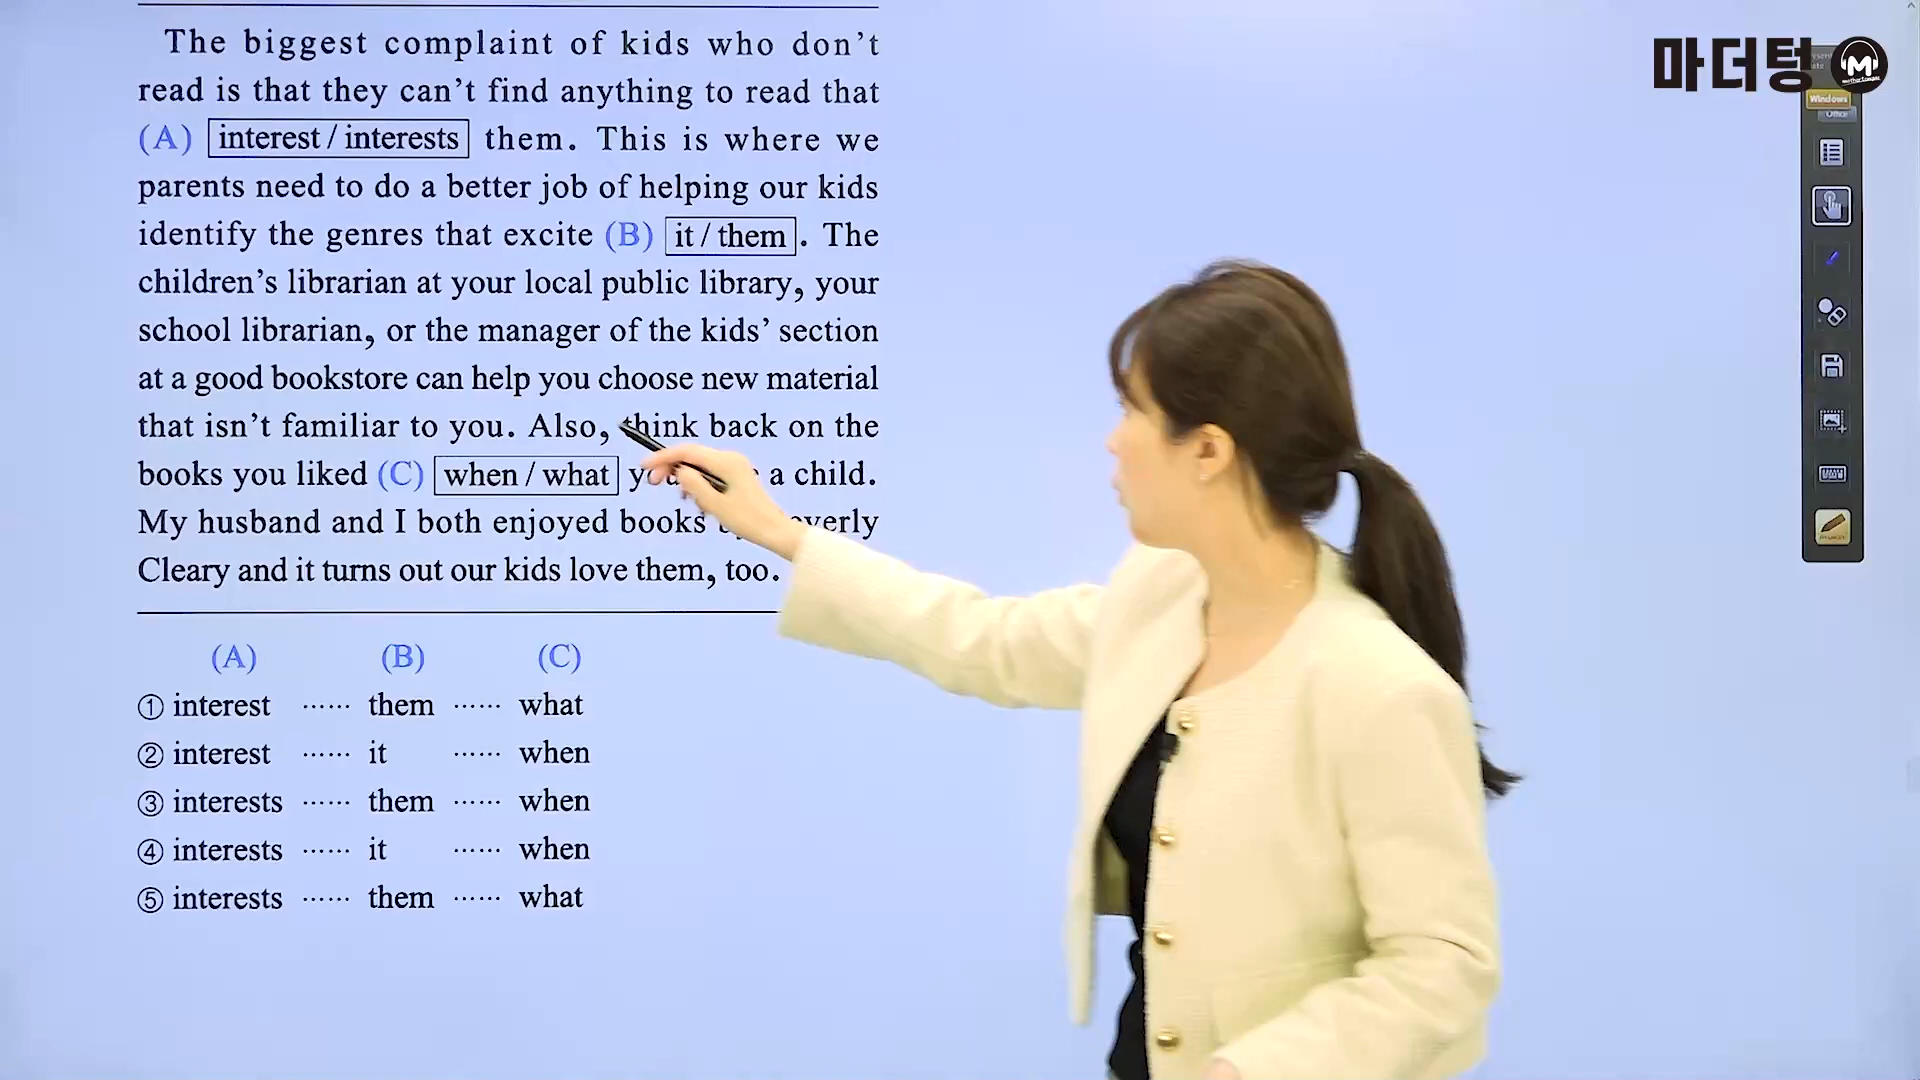 The biggest complaint of kids who don't
read is that they can't find anything to read that
(A) interest / interests them. This is where we
parents need to do a better job of helping our kids
identify the genres that excite (B) it / them. The
children's librarian at your local public library, your
school librarian, or the manager of the kids' section
at a good bookstore can help you choose new material
that isn't familiar to you. Also, think back on the
books you liked (C) when / what a child.
My husband and I both enjoyed books
Cleary and it turns out our kids love them, too.
(A) (B) (C)
① interest ······ them ······ what
② interest ······ it ······ when
③ interests ······ them ······ when
④ interests ······ it ······ when
⑤ interests ······ them ······ what
마더텅 M
Windows
Office